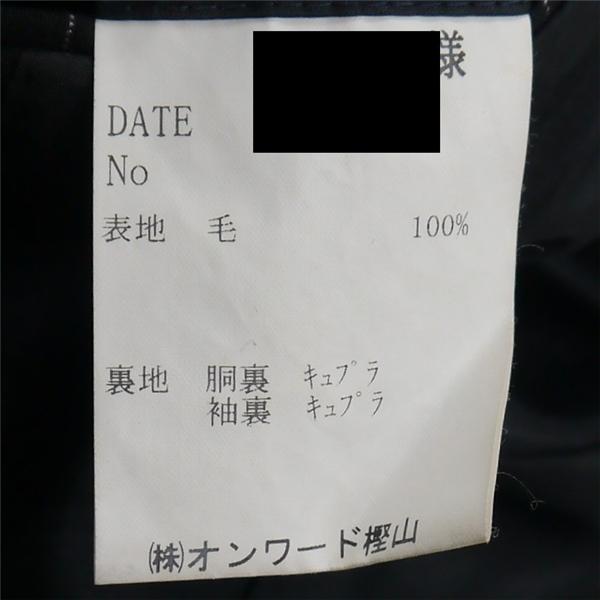 様
DATE
No
表地 毛 100%
裏地 胴裏 ｷｭﾌﾟﾗ
袖裏 ｷｭﾌﾟﾗ
㈱オンワード樫山